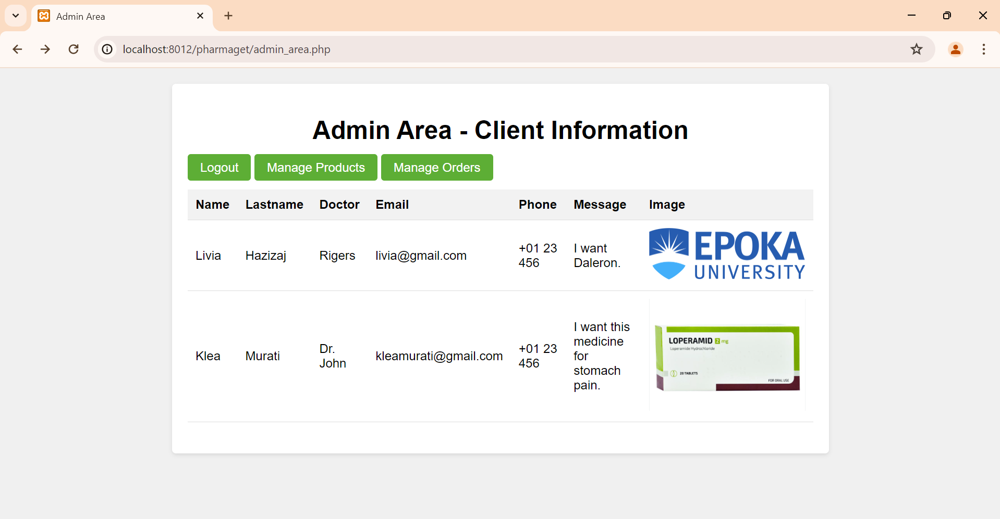 Admin Area
localhost:8012/pharmaget/admin_area.php
Admin Area - Client Information
Logout Manage Products Manage Orders
Name Lastname Doctor Email Phone Message Image
Livia Hazizaj Rigers livia@gmail.com +01 23 456 I want Daleron.
EPOKA
UNIVERSITY
Klea Murati Dr. John kleamurati@gmail.com +01 23 456 I want this medicine for stomach pain.
LOPERAMID 2 mg
Loperamide Hydrochloride
20 TABLETS
FOR ORAL USE